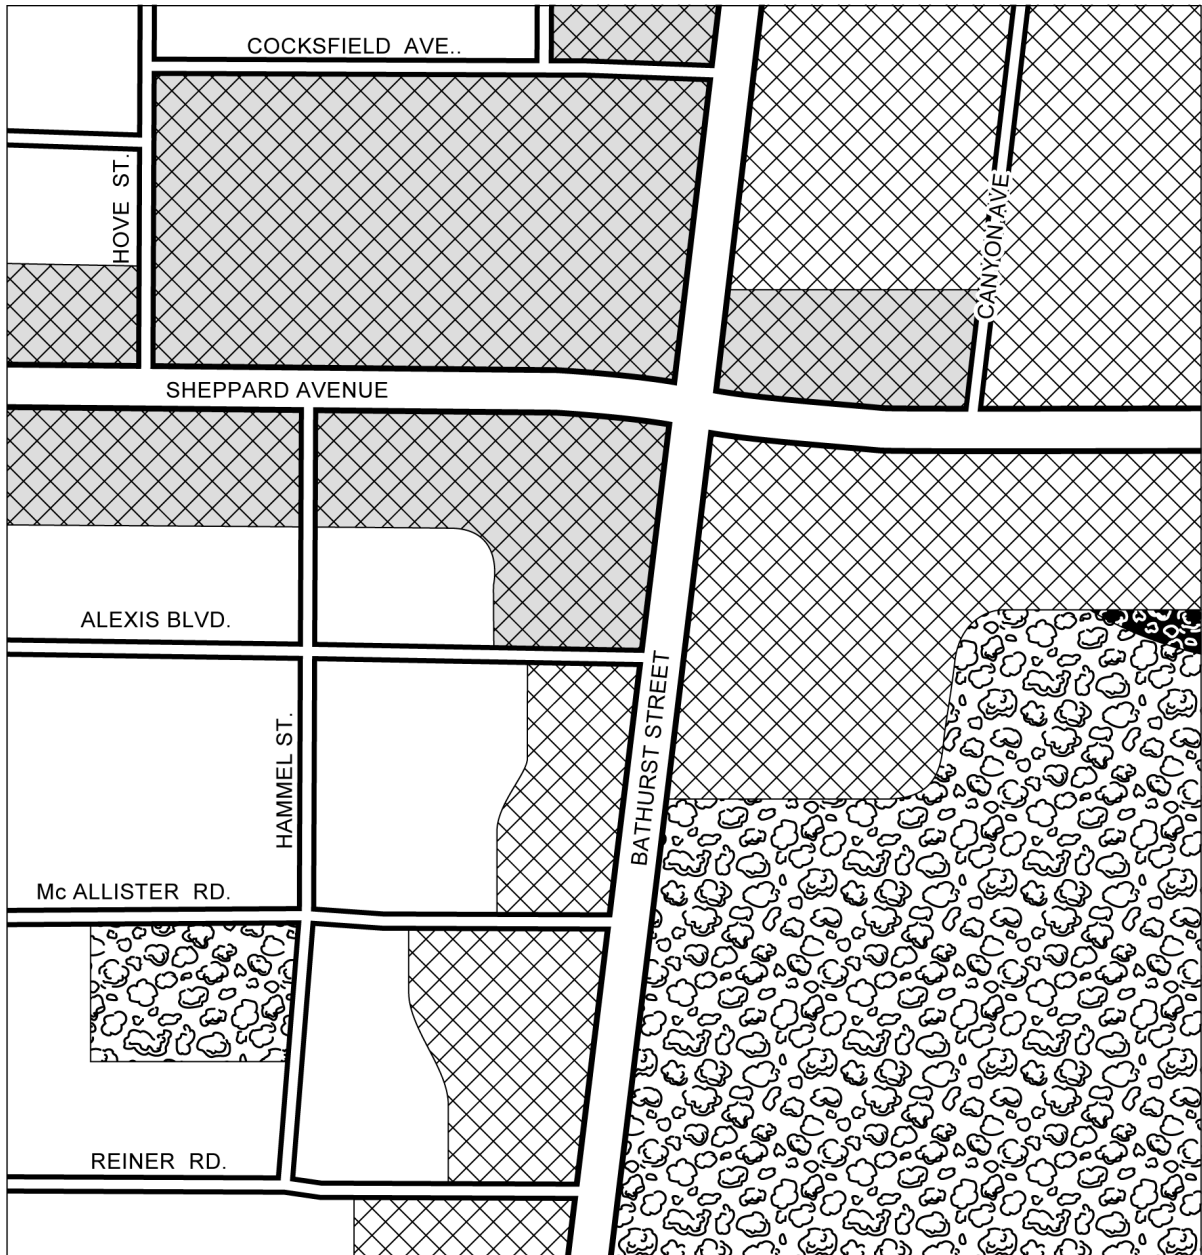 COCKSFIELD AVE..
HOVE ST.
CANYON AVE
SHEPPARD AVENUE
ALEXIS BLVD.
HAMMEL ST.
BATHURST STREET
Mc ALLISTER RD.
REINER RD.